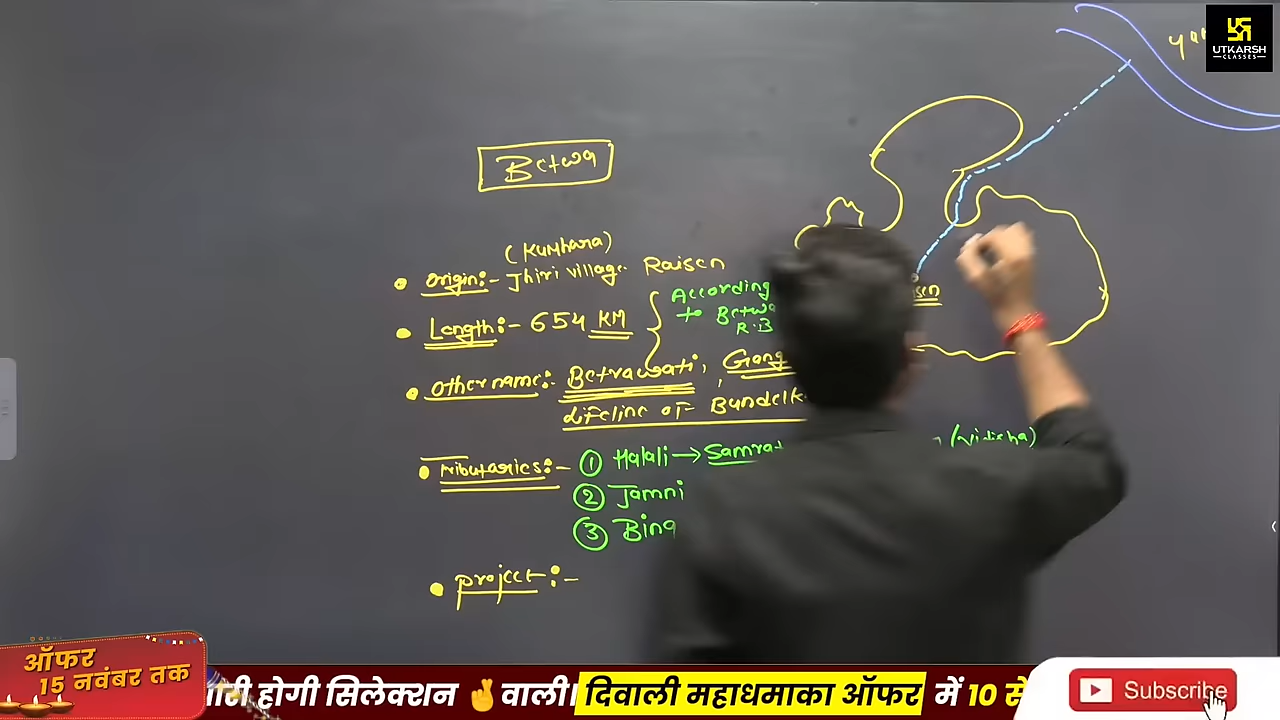 UTKARSH
CLASSES
Betwa
(Kumhara)
Origin:- Jhiri village Raisen
Length:- 654 KM
According
to Betwa
R.B
Other name:- Betrawati, Gang
Lifeline of Bundelk
Tributaries:- ① Halali → Samrat (Vidisha)
② Jamni
③ Bina
Project:-
ऑफर
15 नवंबर तक
होगी सिलेक्शन 🤞वाली। दिवाली महाधमाका ऑफर में 10 से
Subscribe